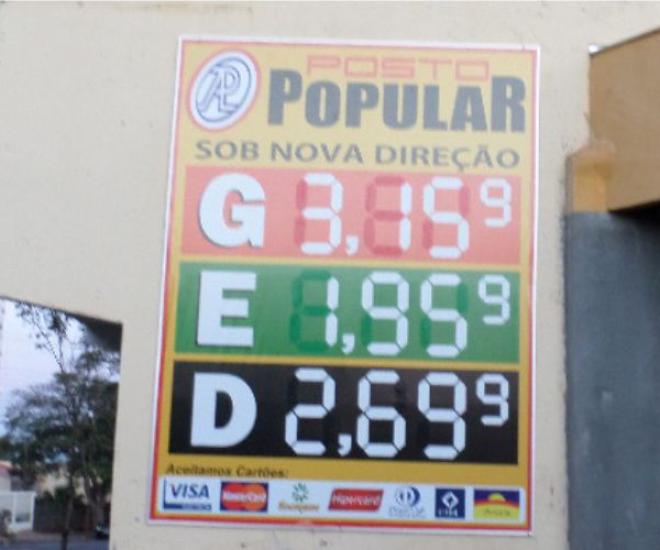 POSTO
POPULAR
SOB NOVA DIREÇÃO
G 3,159
E 1,959
D 2,699
Aceitamos Cartões:
VISA MasterCard Hipercard